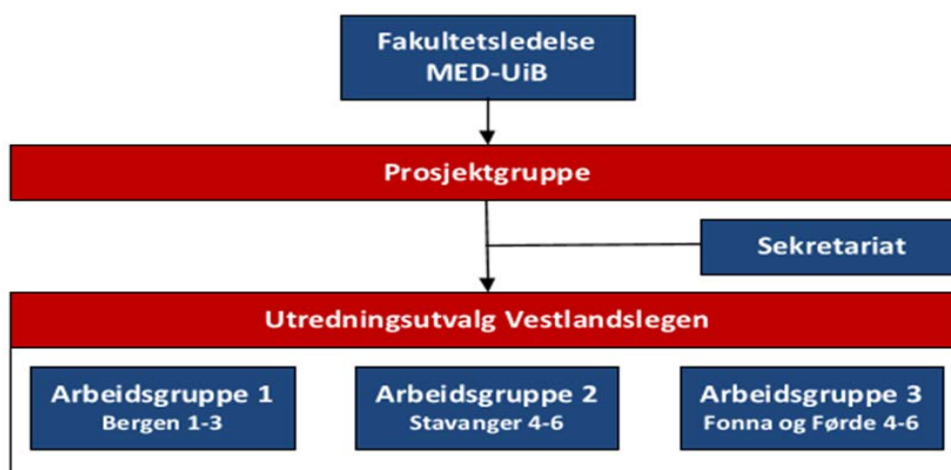 Fakultetsledelse
MED-UiB
Prosjektgruppe
Sekretariat
Utredningsutvalg Vestlandslegen
Arbeidsgruppe 1
Bergen 1-3
Arbeidsgruppe 2
Stavanger 4-6
Arbeidsgruppe 3
Fonna og Førde 4-6